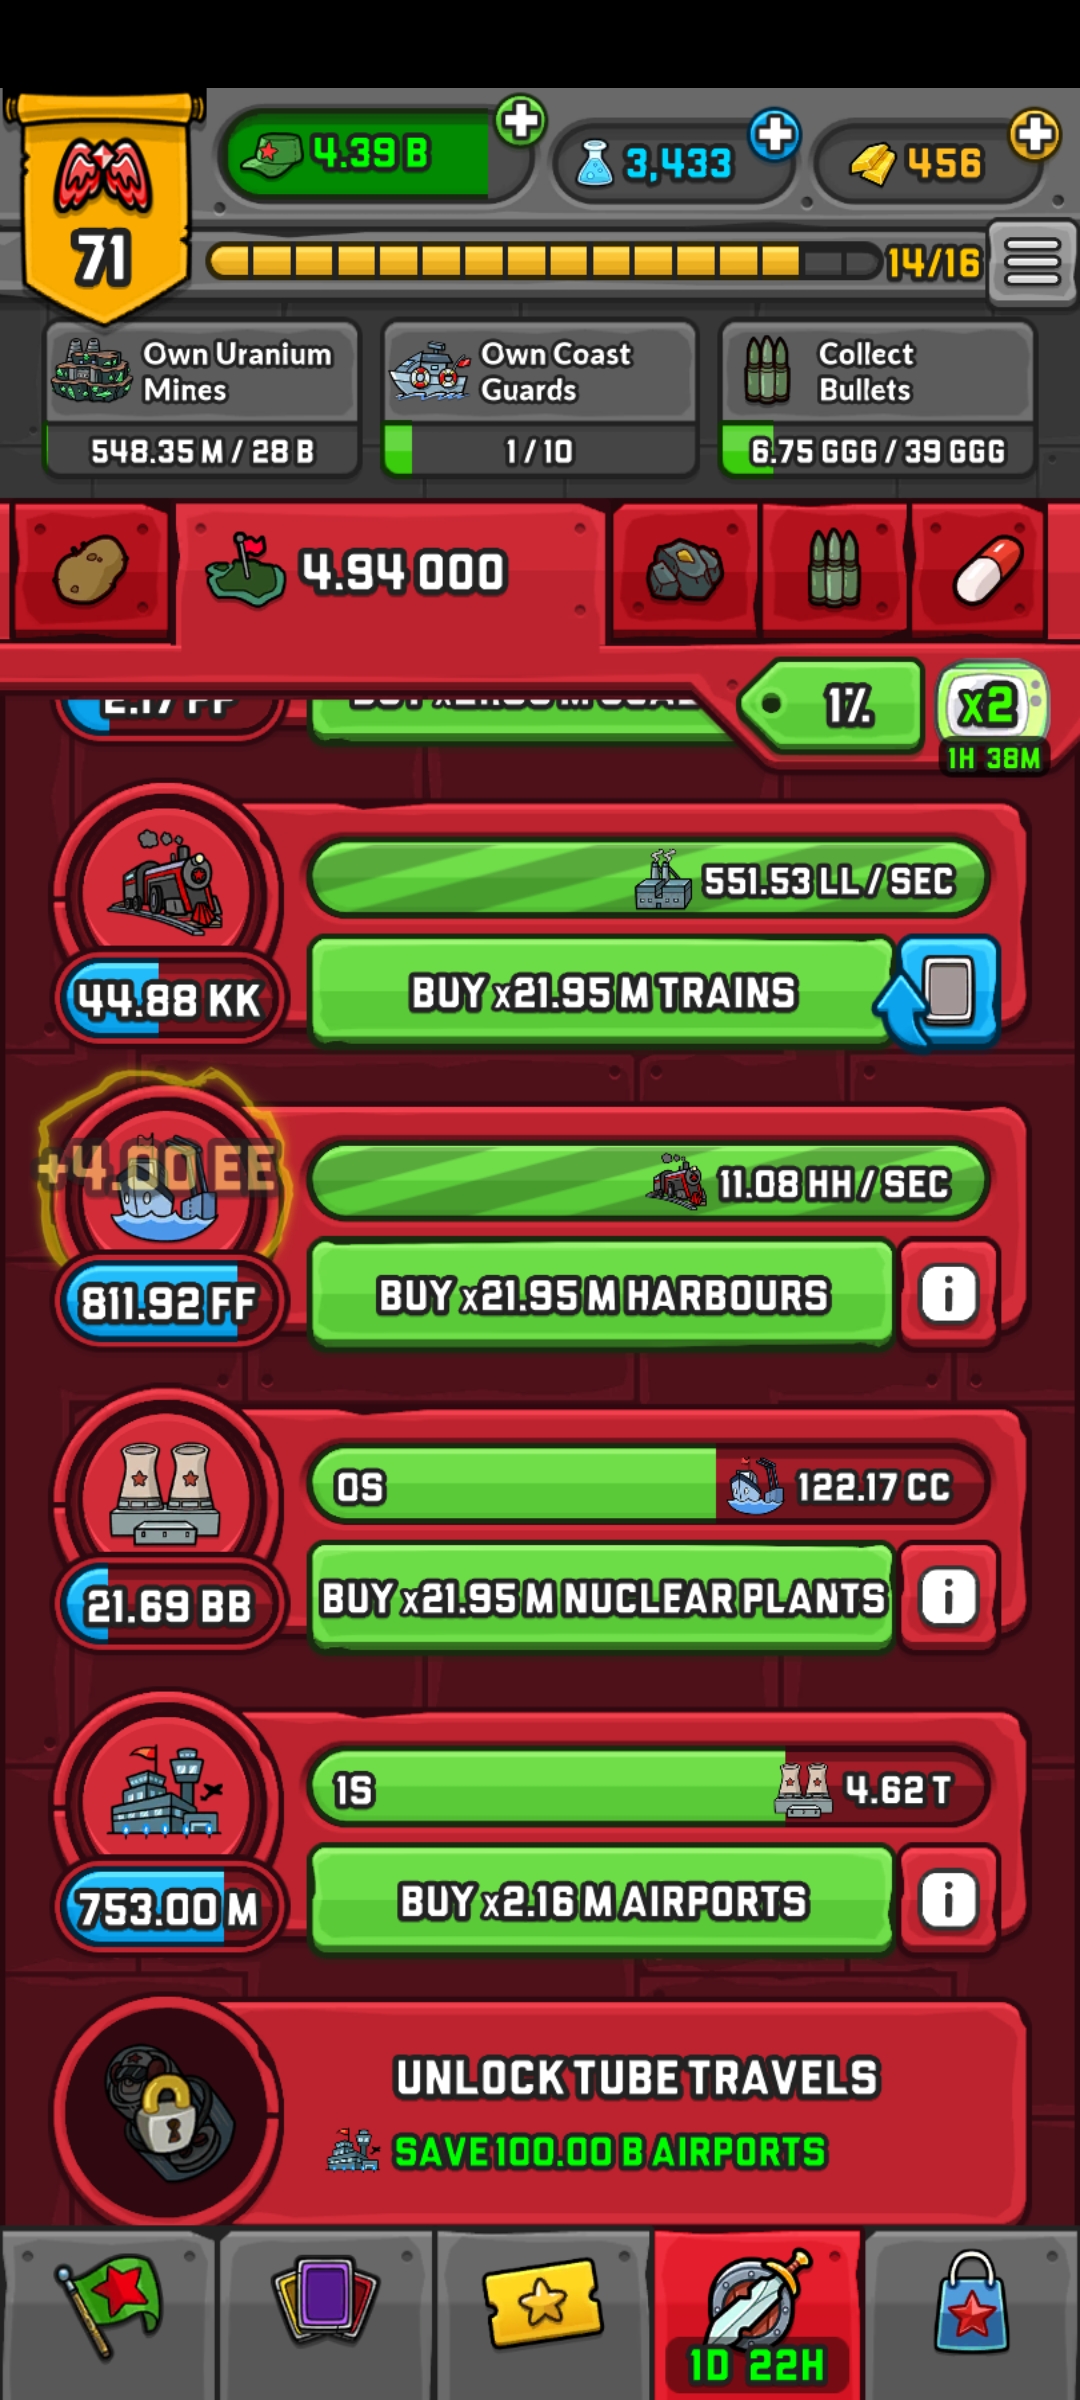 4.39 B
3,433
456
71
14/16
Own Uranium
Mines
548.35 M / 28 B
Own Coast
Guards
1 / 10
Collect
Bullets
6.75 GGG / 39 GGG
4.94 000
1%
x2
1H 38M
2.17 FF
551.53 LL / SEC
44.88 KK
BUY x21.95 M TRAINS
+4.00 EE
11.08 HH / SEC
811.92 FF
BUY x21.95 M HARBOURS
i
0S
122.17 CC
21.69 BB
BUY x21.95 M NUCLEAR PLANTS
i
1S
4.62 T
753.00 M
BUY x2.16 M AIRPORTS
i
UNLOCK TUBE TRAVELS
SAVE 100.00 B AIRPORTS
1D 22H